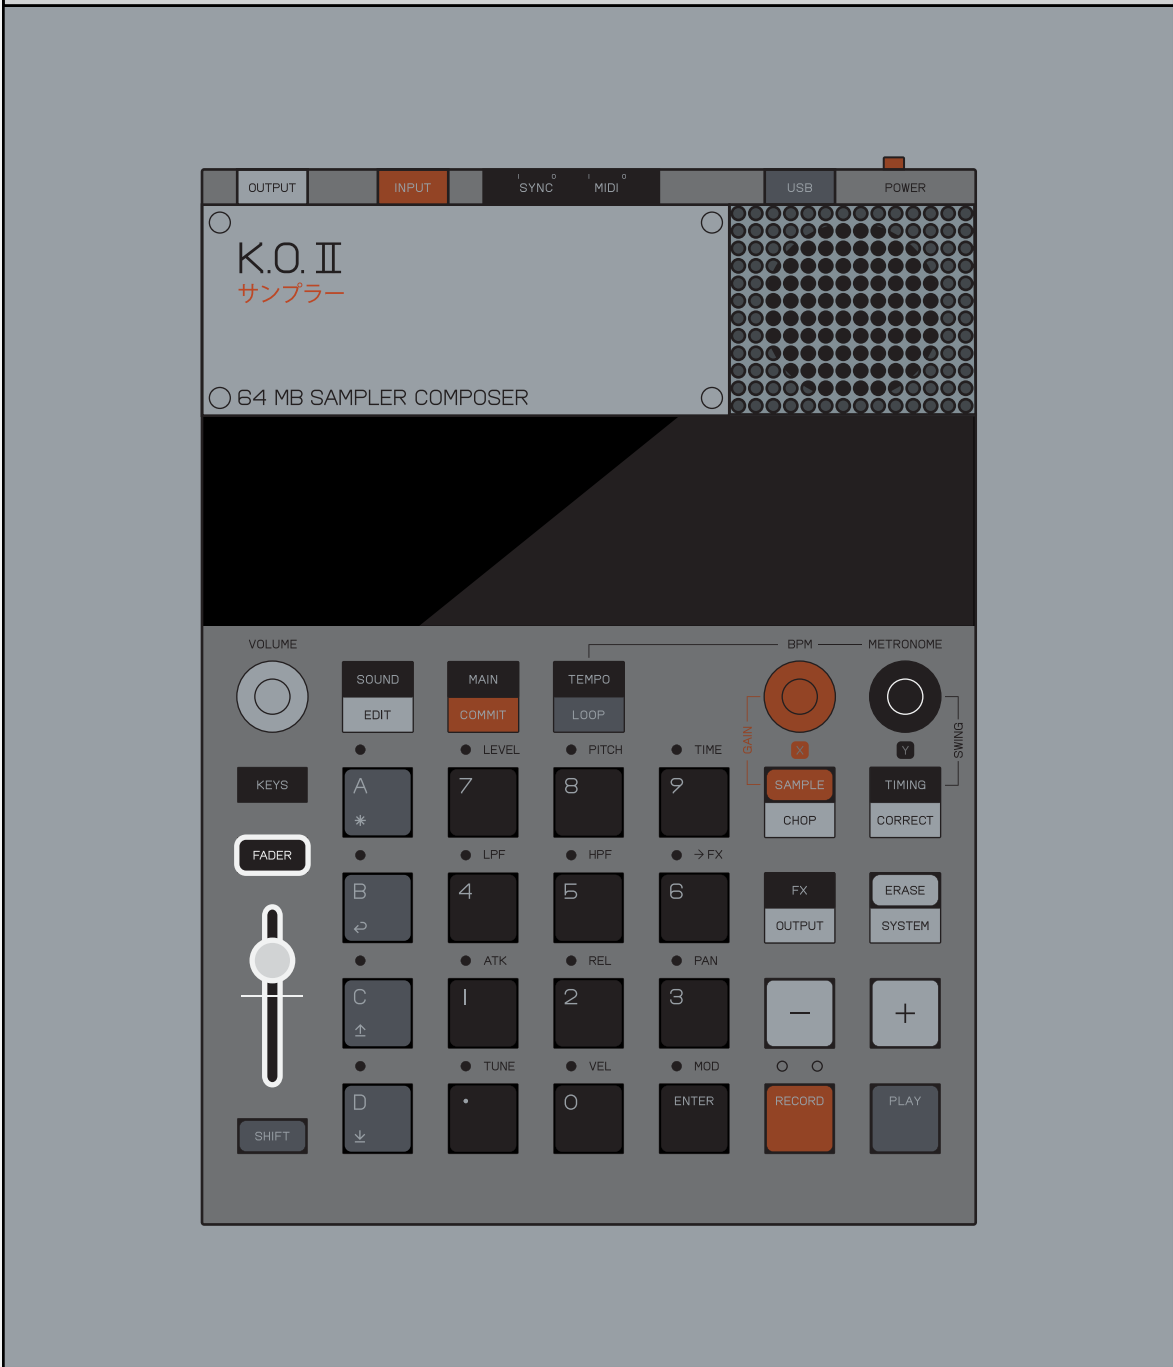 OUTPUT INPUT SYNC I O MIDI I O USB POWER
K.O. II
サンプラー
64 MB SAMPLER COMPOSER
VOLUME BPM METRONOME
SOUND MAIN TEMPO
EDIT COMMIT LOOP
GAIN SWING
LEVEL PITCH TIME X Y
KEYS A 7 8 9 SAMPLE TIMING
* CHOP CORRECT
FADER LPF HPF → FX
B 4 5 6 FX ERASE
OUTPUT SYSTEM
ATK REL PAN
C 1 2 3 − +
TUNE VEL MOD
D . 0 ENTER RECORD PLAY
SHIFT